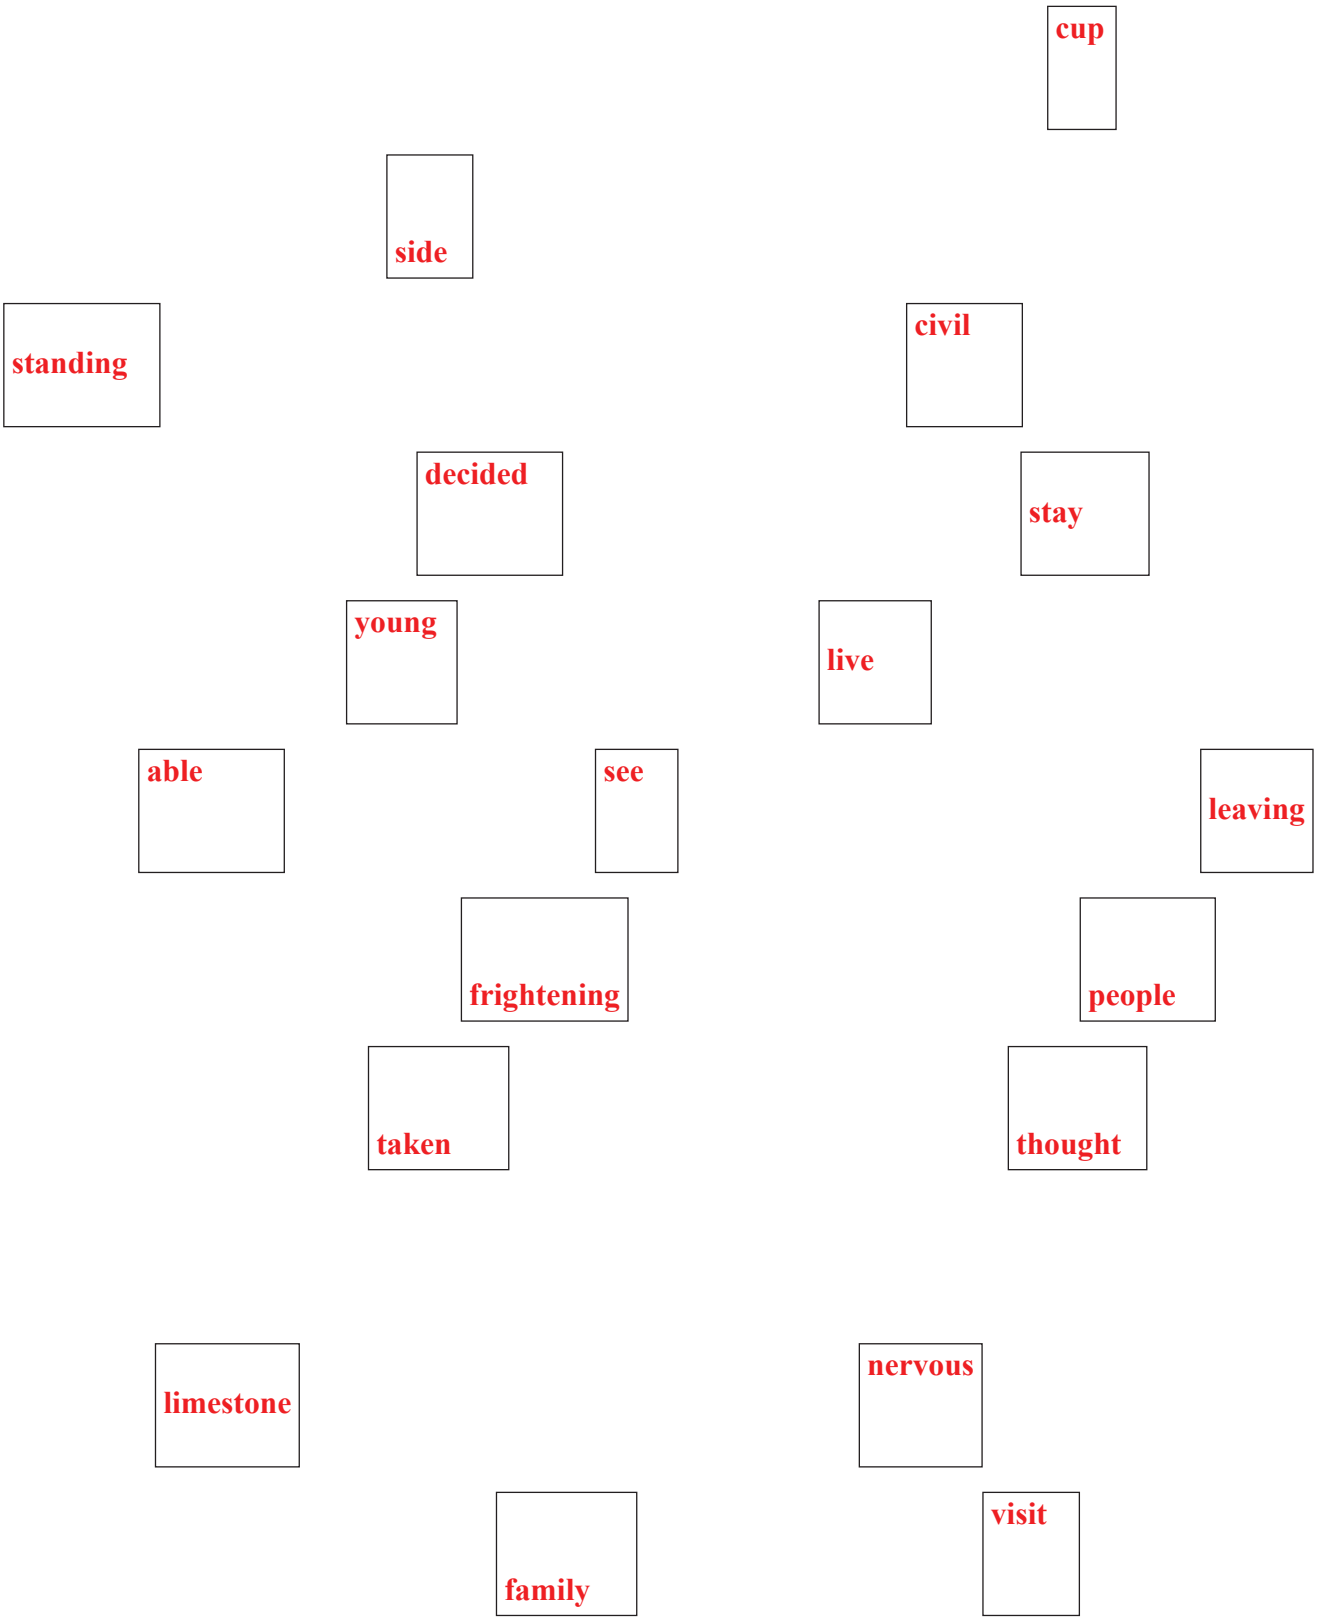 cup
side
standing civil
decided stay
young live
able see leaving
frightening people
taken thought
limestone nervous
family visit